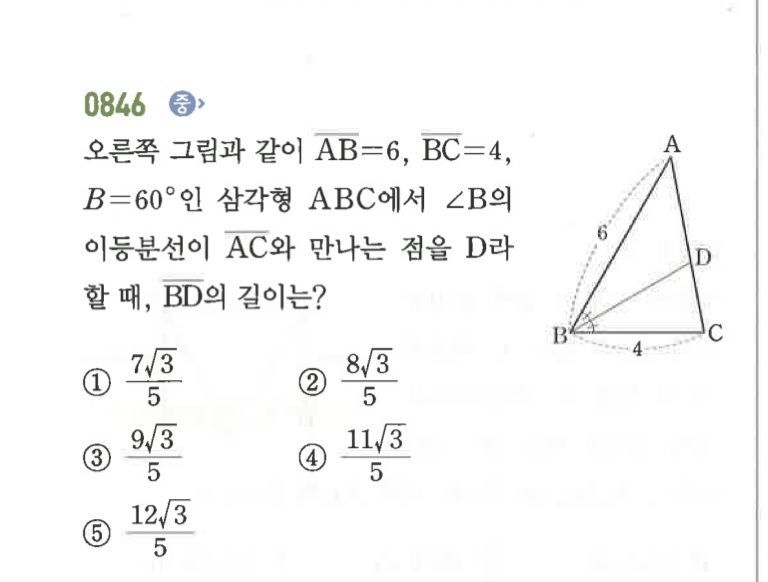 0846 중
오른쪽 그림과 같이 $\overline{AB}=6$, $\overline{BC}=4$,
$B=60°$인 삼각형 ABC에서 ∠B의
이등분선이 $\overline{AC}$와 만나는 점을 D라
할 때, $\overline{BD}$의 길이는?
① $\frac{7\sqrt{3}}{5}$ ② $\frac{8\sqrt{3}}{5}$
③ $\frac{9\sqrt{3}}{5}$ ④ $\frac{11\sqrt{3}}{5}$
⑤ $\frac{12\sqrt{3}}{5}$
A
6
D
B
4
C